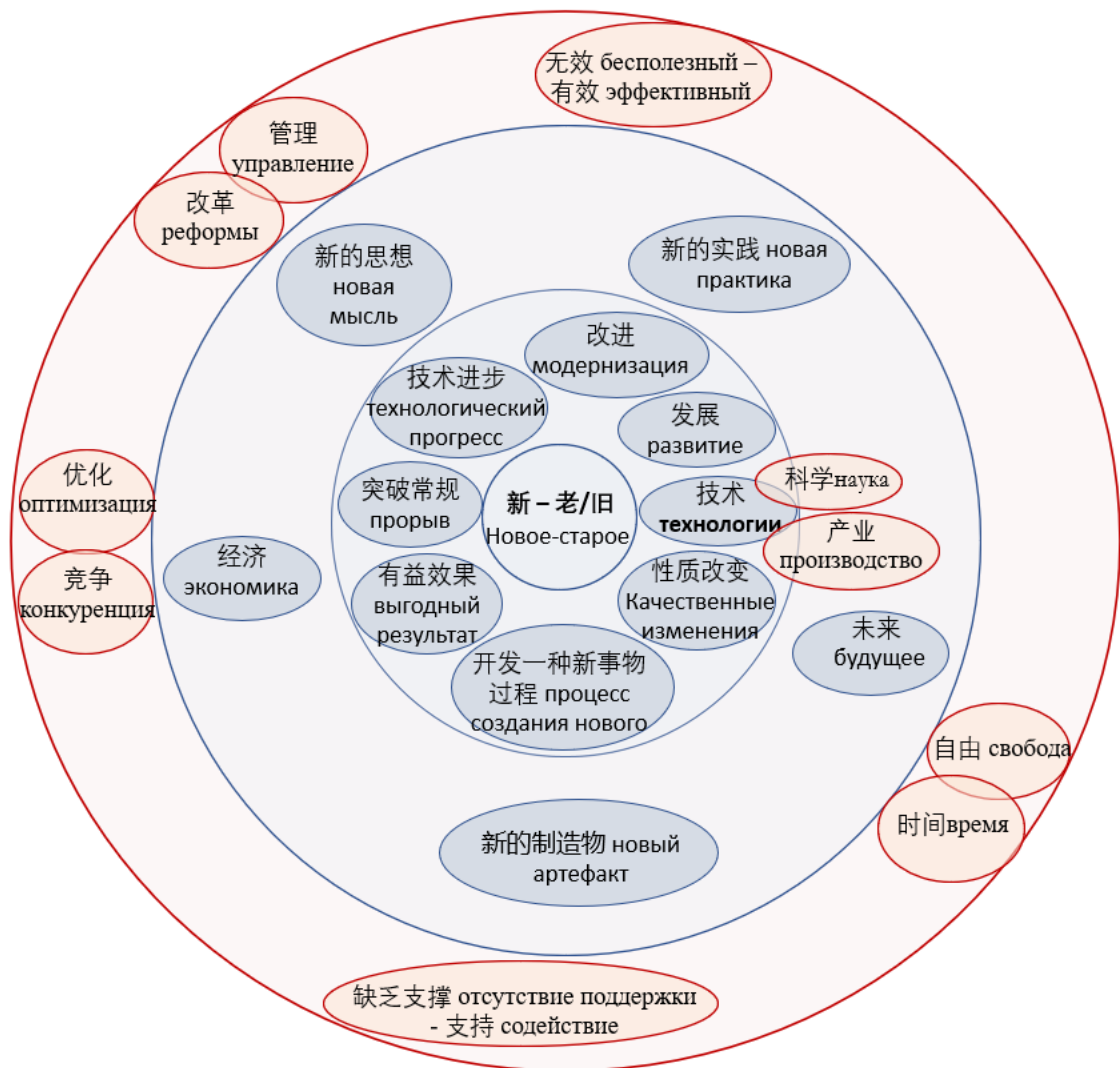 无效 бесполезный –
有效 эффективный
管理
управление
改革
реформы
新的思想
новая
мысль
新的实践 новая
практика
改进
модернизация
技术进步
технологический
прогресс
发展
развитие
优化
оптимизация
突破常规
прорыв
新 – 老/旧
Новое-старое
技术
технологии
科学наука
产业
производство
竞争
конкуренция
经济
экономика
有益效果
выгодный
результат
性质改变
Качественные
изменения
未来
будущее
开发一种新事物
过程 процесс
создания нового
自由 свобода
时间время
新的制造物 новый
артефакт
缺乏支撑 отсутствие поддержки
- 支持 содействие